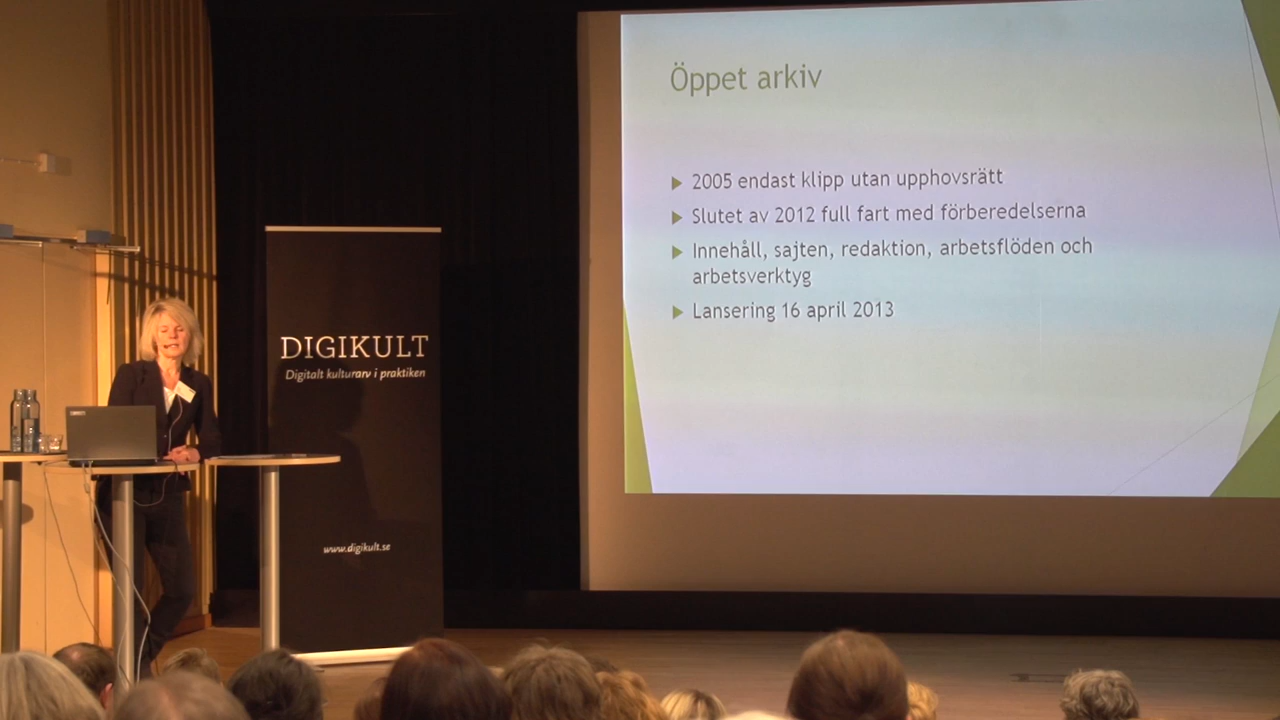 Öppet arkiv
2005 endast klipp utan upphovsrätt
Slutet av 2012 full fart med förberedelserna
Innehåll, sajten, redaktion, arbetsflöden och
arbetsverktyg
Lansering 16 april 2013
DIGIKULT
Digitalt kulturarv i praktiken
www.digikult.se